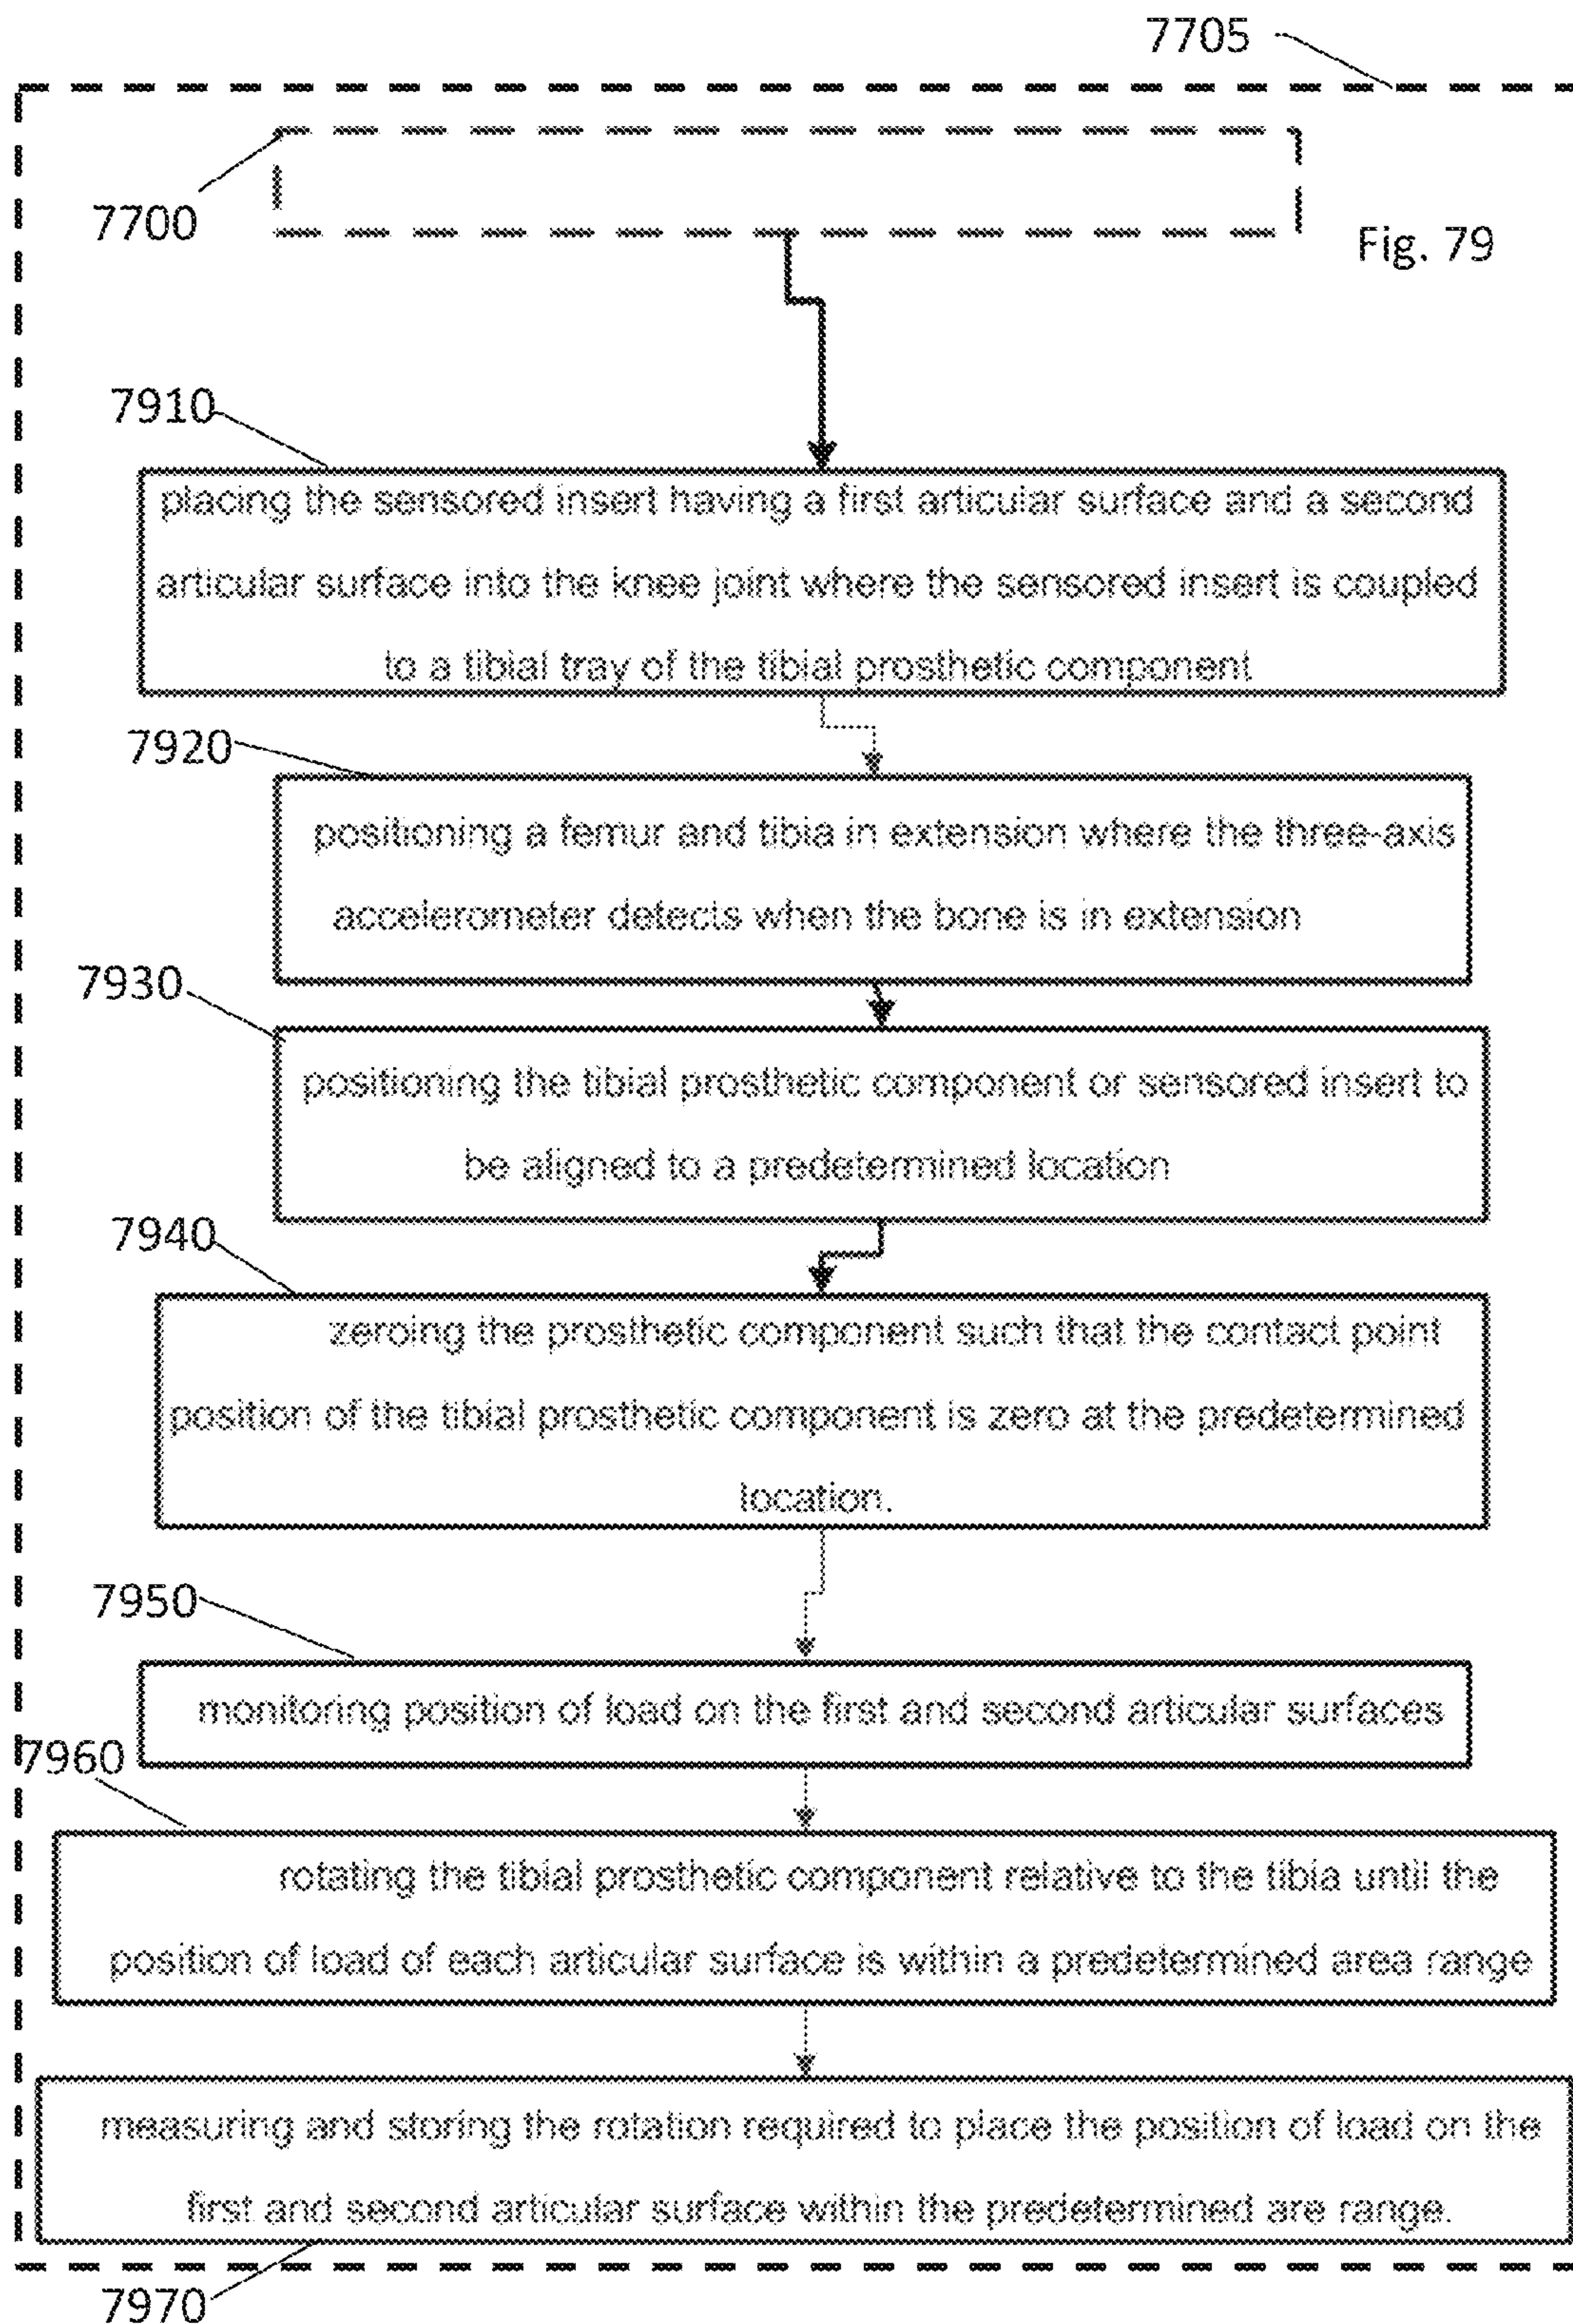 7705
7700
Fig. 79
7910
placing the sensored insert having a first articular surface and a second
articular surface into the knee joint where the sensored insert is coupled
to a tibial tray of the tibial prosthetic component
7920
positioning a femur and tibia in extension where the three-axis
accelerometer detects when the bone is in extension
7930
positioning the tibial prosthetic component or sensored insert to
be aligned to a predetermined location
7940
zeroing the prosthetic component such that the contact point
position of the tibial prosthetic component is zero at the predetermined
location.
7950
monitoring position of load on the first and second articular surfaces
7960
rotating the tibial prosthetic component relative to the tibia until the
position of load of each articular surface is within a predetermined area range
measuring and storing the rotation required to place the position of load on the
first and second articular surface within the predetermined are range.
7970